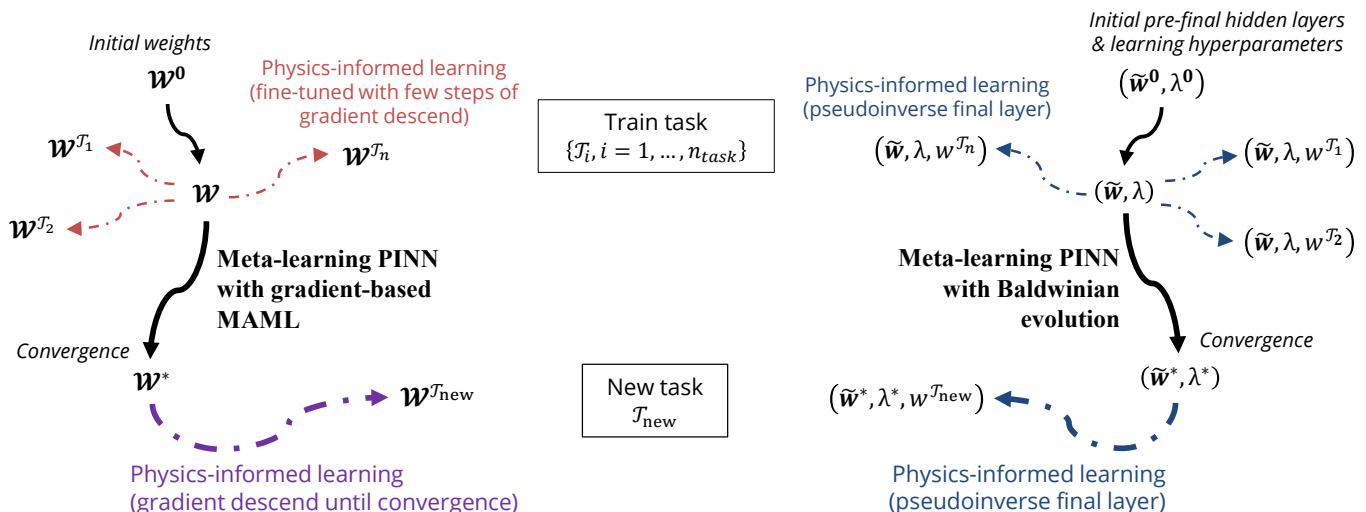 Initial weights
𝓦⁰
Physics-informed learning
(fine-tuned with few steps of
gradient descend)
𝓦^𝒯₁
𝓦^𝒯ₙ
𝓦
𝓦^𝒯₂
Meta-learning PINN
with gradient-based
MAML
Convergence
𝓦*
𝓦^𝒯new
Physics-informed learning
(gradient descend until convergence)
Train task
{𝒯ᵢ, i = 1, … , n_task}
New task
𝒯new
Initial pre-final hidden layers
& learning hyperparameters
(w̃⁰, λ⁰)
Physics-informed learning
(pseudoinverse final layer)
(w̃, λ, w^𝒯ₙ)
(w̃, λ, w^𝒯₁)
(w̃, λ)
(w̃, λ, w^𝒯₂)
Meta-learning PINN
with Baldwinian
evolution
Convergence
(w̃*, λ*)
(w̃*, λ*, w^𝒯new)
Physics-informed learning
(pseudoinverse final layer)